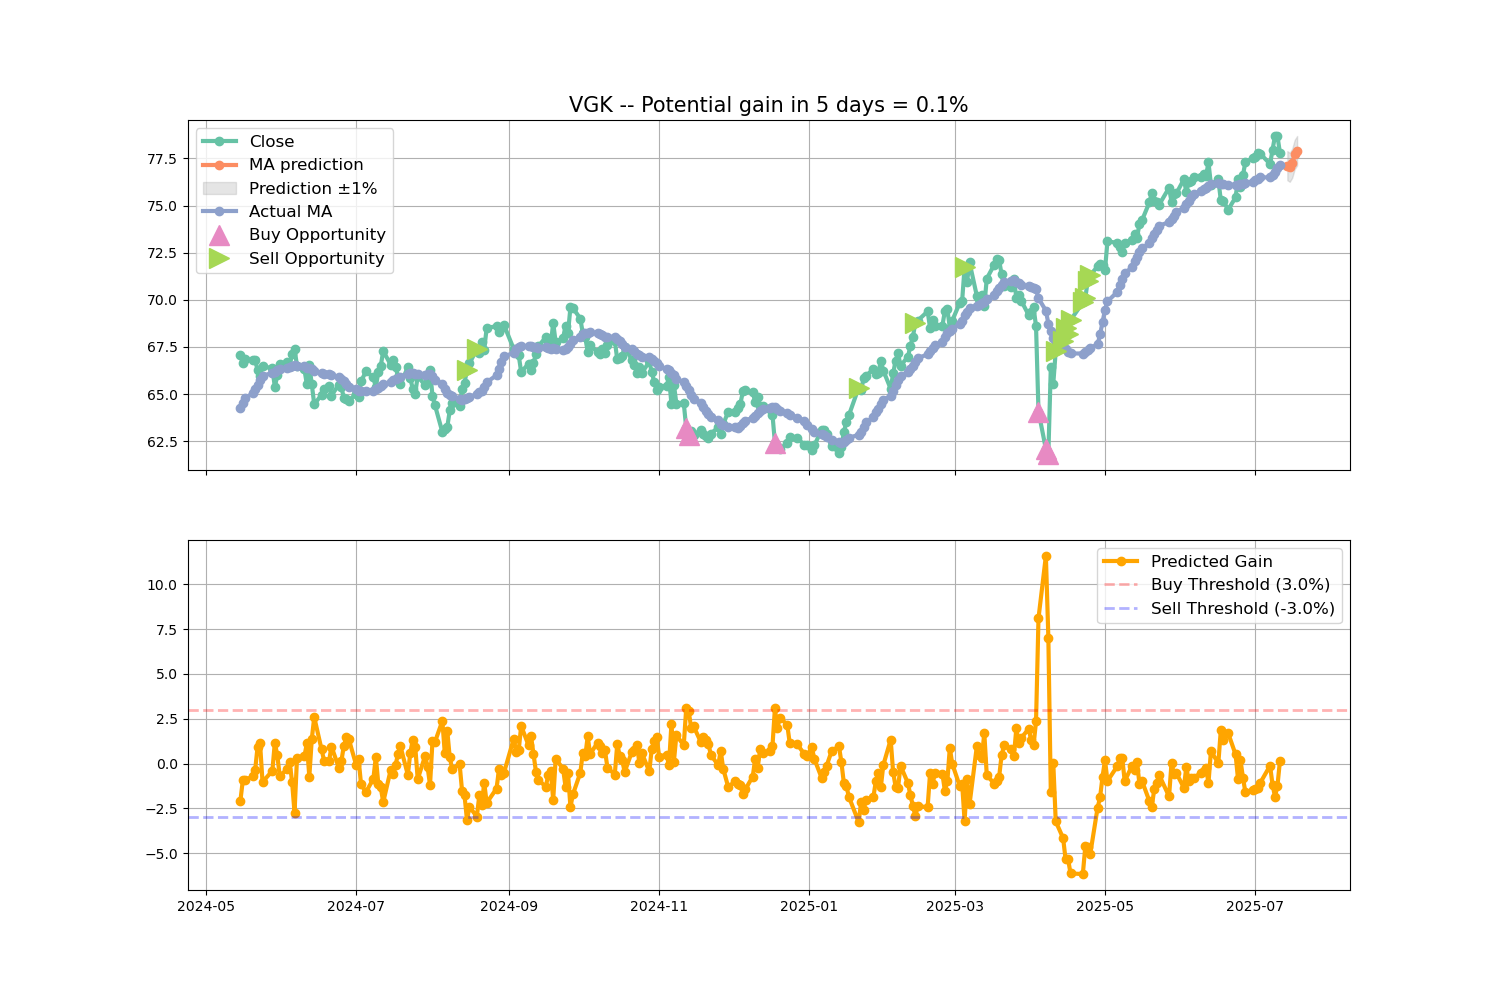 VGK -- Potential gain in 5 days = 0.1%
Close
MA prediction
Prediction ±1%
Actual MA
Buy Opportunity
Sell Opportunity
77.5
75.0
72.5
70.0
67.5
65.0
62.5
Predicted Gain
Buy Threshold (3.0%)
Sell Threshold (-3.0%)
10.0
7.5
5.0
2.5
0.0
−2.5
−5.0
2024-05 2024-07 2024-09 2024-11 2025-01 2025-03 2025-05 2025-07